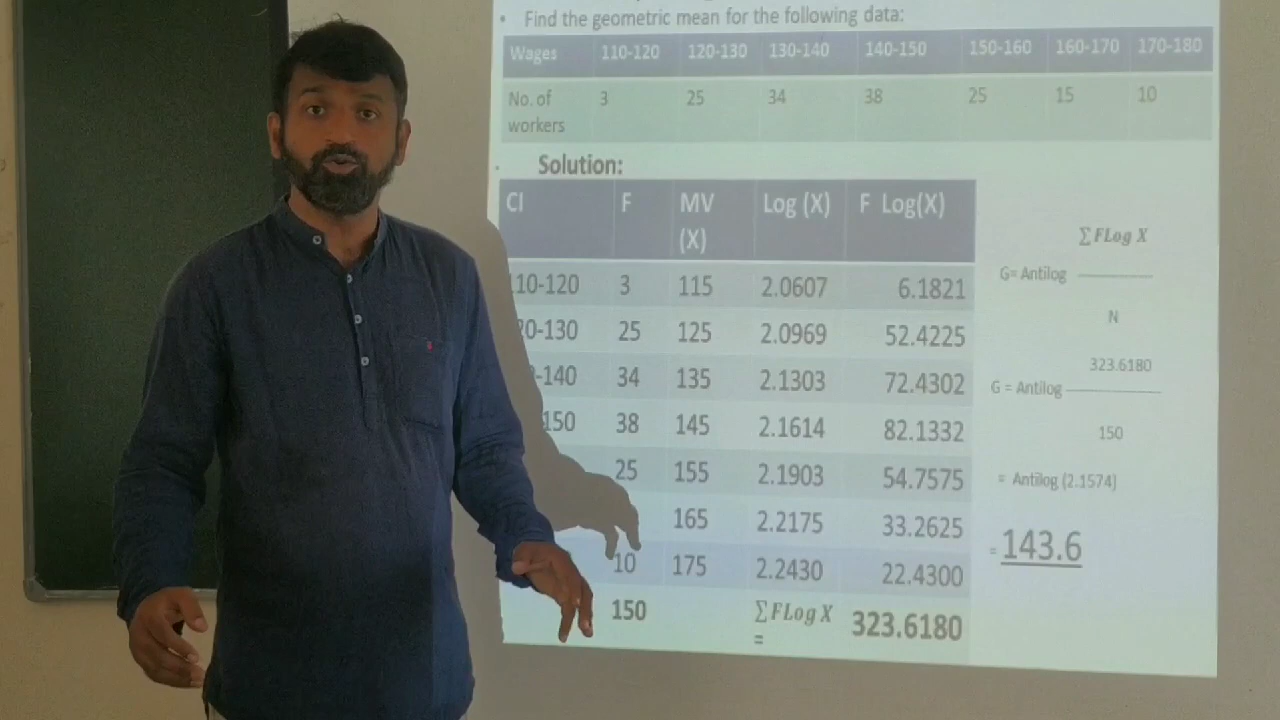 • Find the geometric mean for the following data:
Wages 110-120 120-130 130-140 140-150 150-160 160-170 170-180
No. of workers 3 25 34 38 25 15 10
• Solution:
CI F MV (X) Log (X) F Log(X)
110-120 3 115 2.0607 6.1821
20-130 25 125 2.0969 52.4225
-140 34 135 2.1303 72.4302
150 38 145 2.1614 82.1332
25 155 2.1903 54.7575
165 2.2175 33.2625
10 175 2.2430 22.4300
150 ∑FLog X = 323.6180
∑FLog X
G= Antilog
N
323.6180
G = Antilog
150
= Antilog (2.1574)
= 143.6